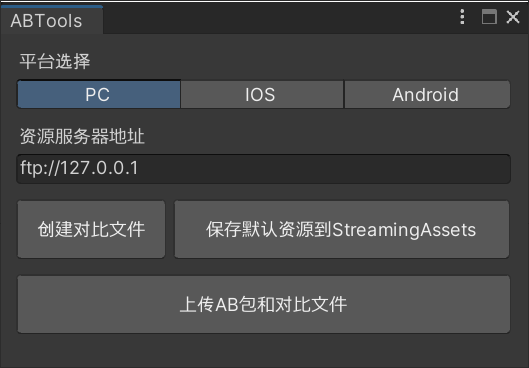 ABTools
平台选择
PC IOS Android
资源服务器地址
ftp://127.0.0.1
创建对比文件 保存默认资源到StreamingAssets
上传AB包和对比文件